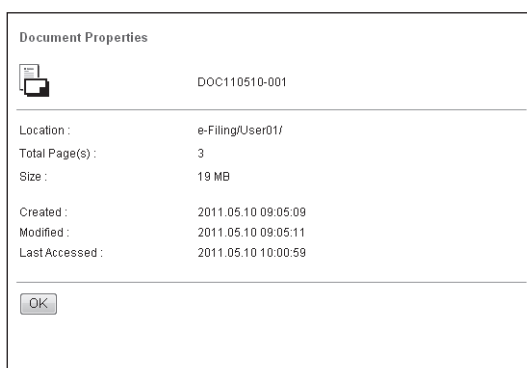 Document Properties
DOC110510-001
Location : e-Filing/User01/
Total Page(s) : 3
Size : 19 MB
Created : 2011.05.10 09:05:09
Modified : 2011.05.10 09:05:11
Last Accessed : 2011.05.10 10:00:59
OK